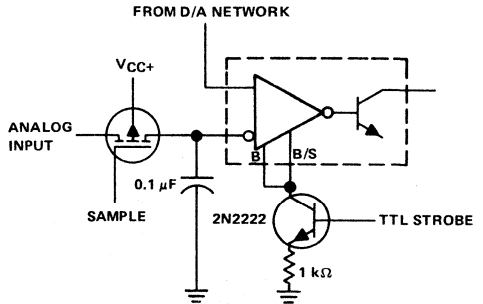 FROM D/A NETWORK
VCC+
ANALOG
INPUT
B
B/S
0.1 µF
SAMPLE
2N2222
TTL STROBE
1 kΩ